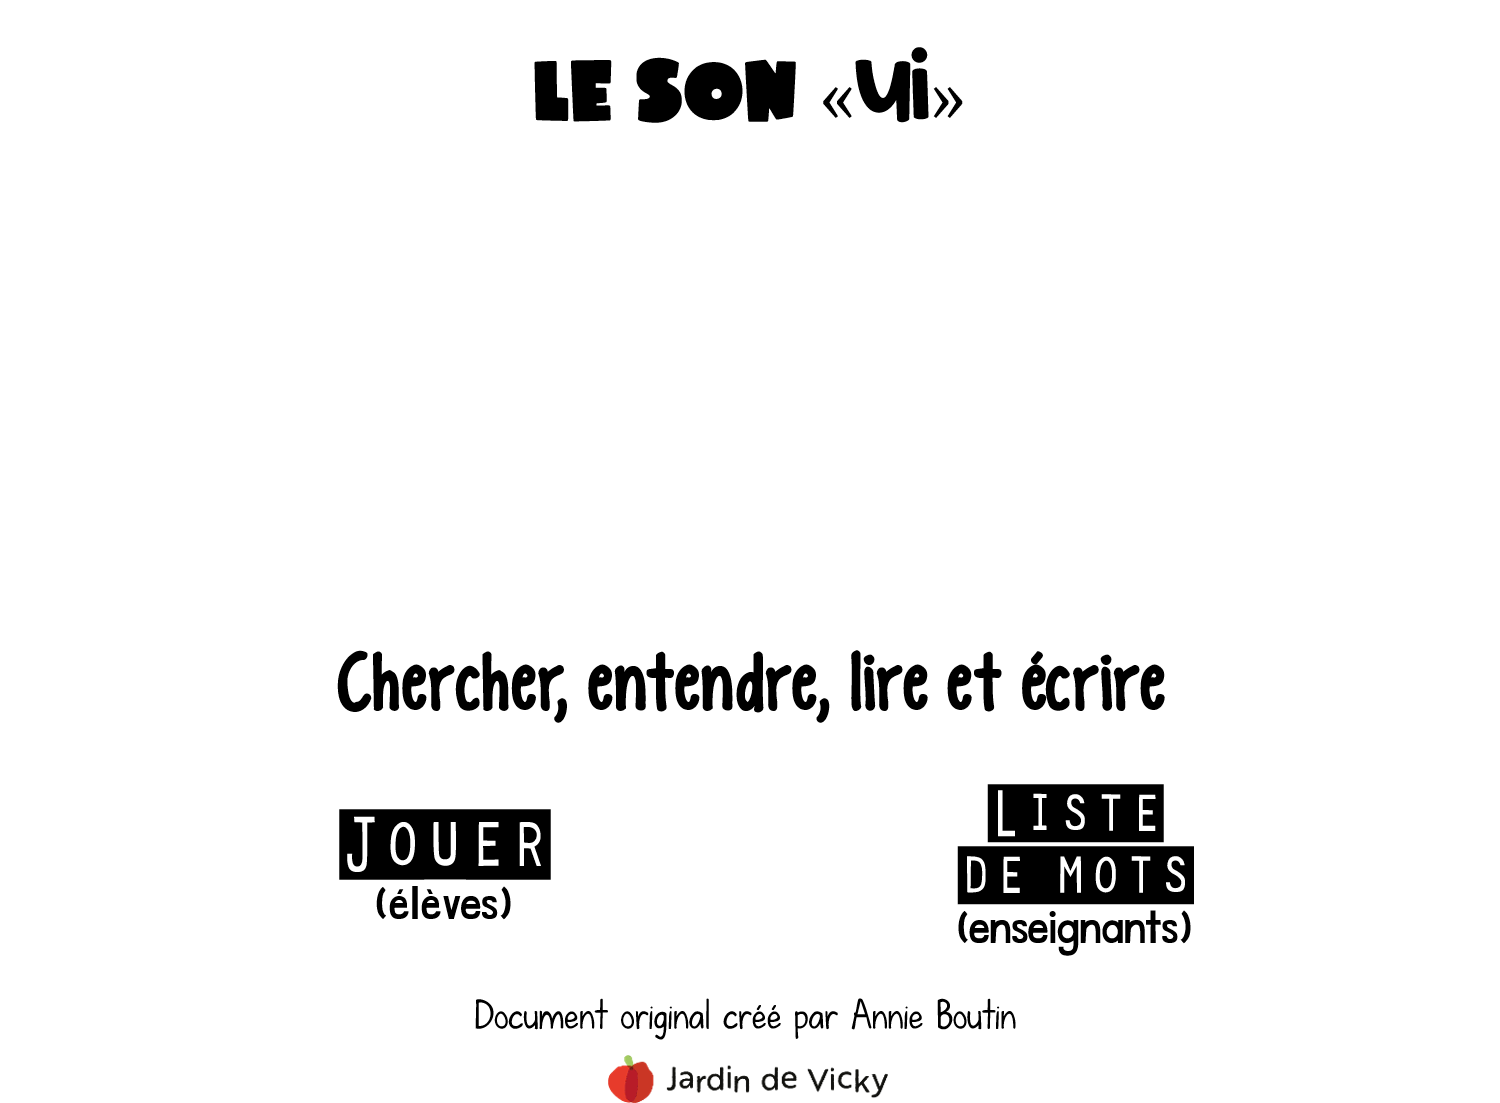 LE SON «ui»
Chercher, entendre, lire et écrire
JOUER
(élèves)
LISTE
DE MOTS
(enseignants)
Document original créé par Annie Boutin
Jardin de Vicky